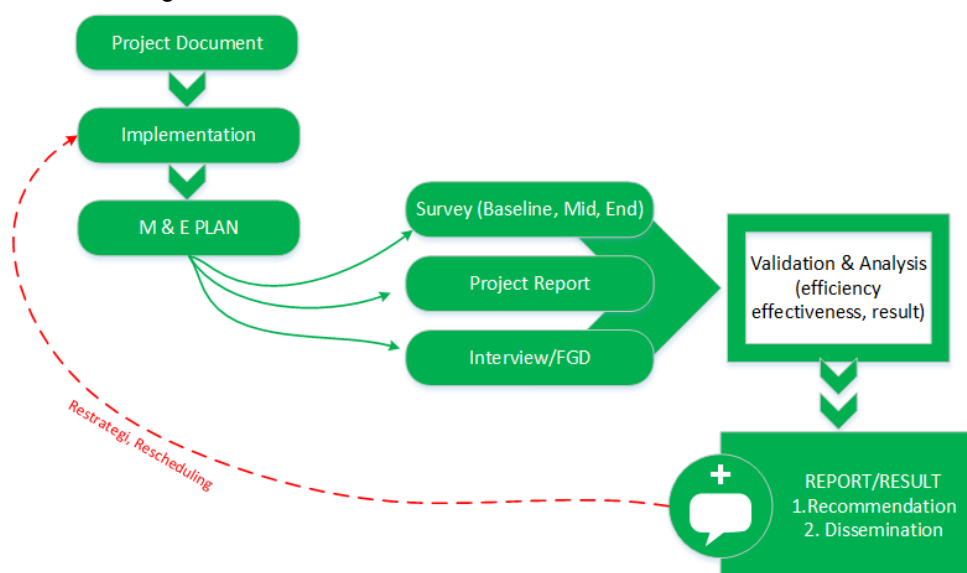 Project Document
Implementation
M & E PLAN
Survey (Baseline, Mid, End)
Project Report
Interview/FGD
Validation & Analysis
(efficiency
effectiveness, result)
Restrategi, Rescheduling
REPORT/RESULT
1.Recommendation
2. Dissemination